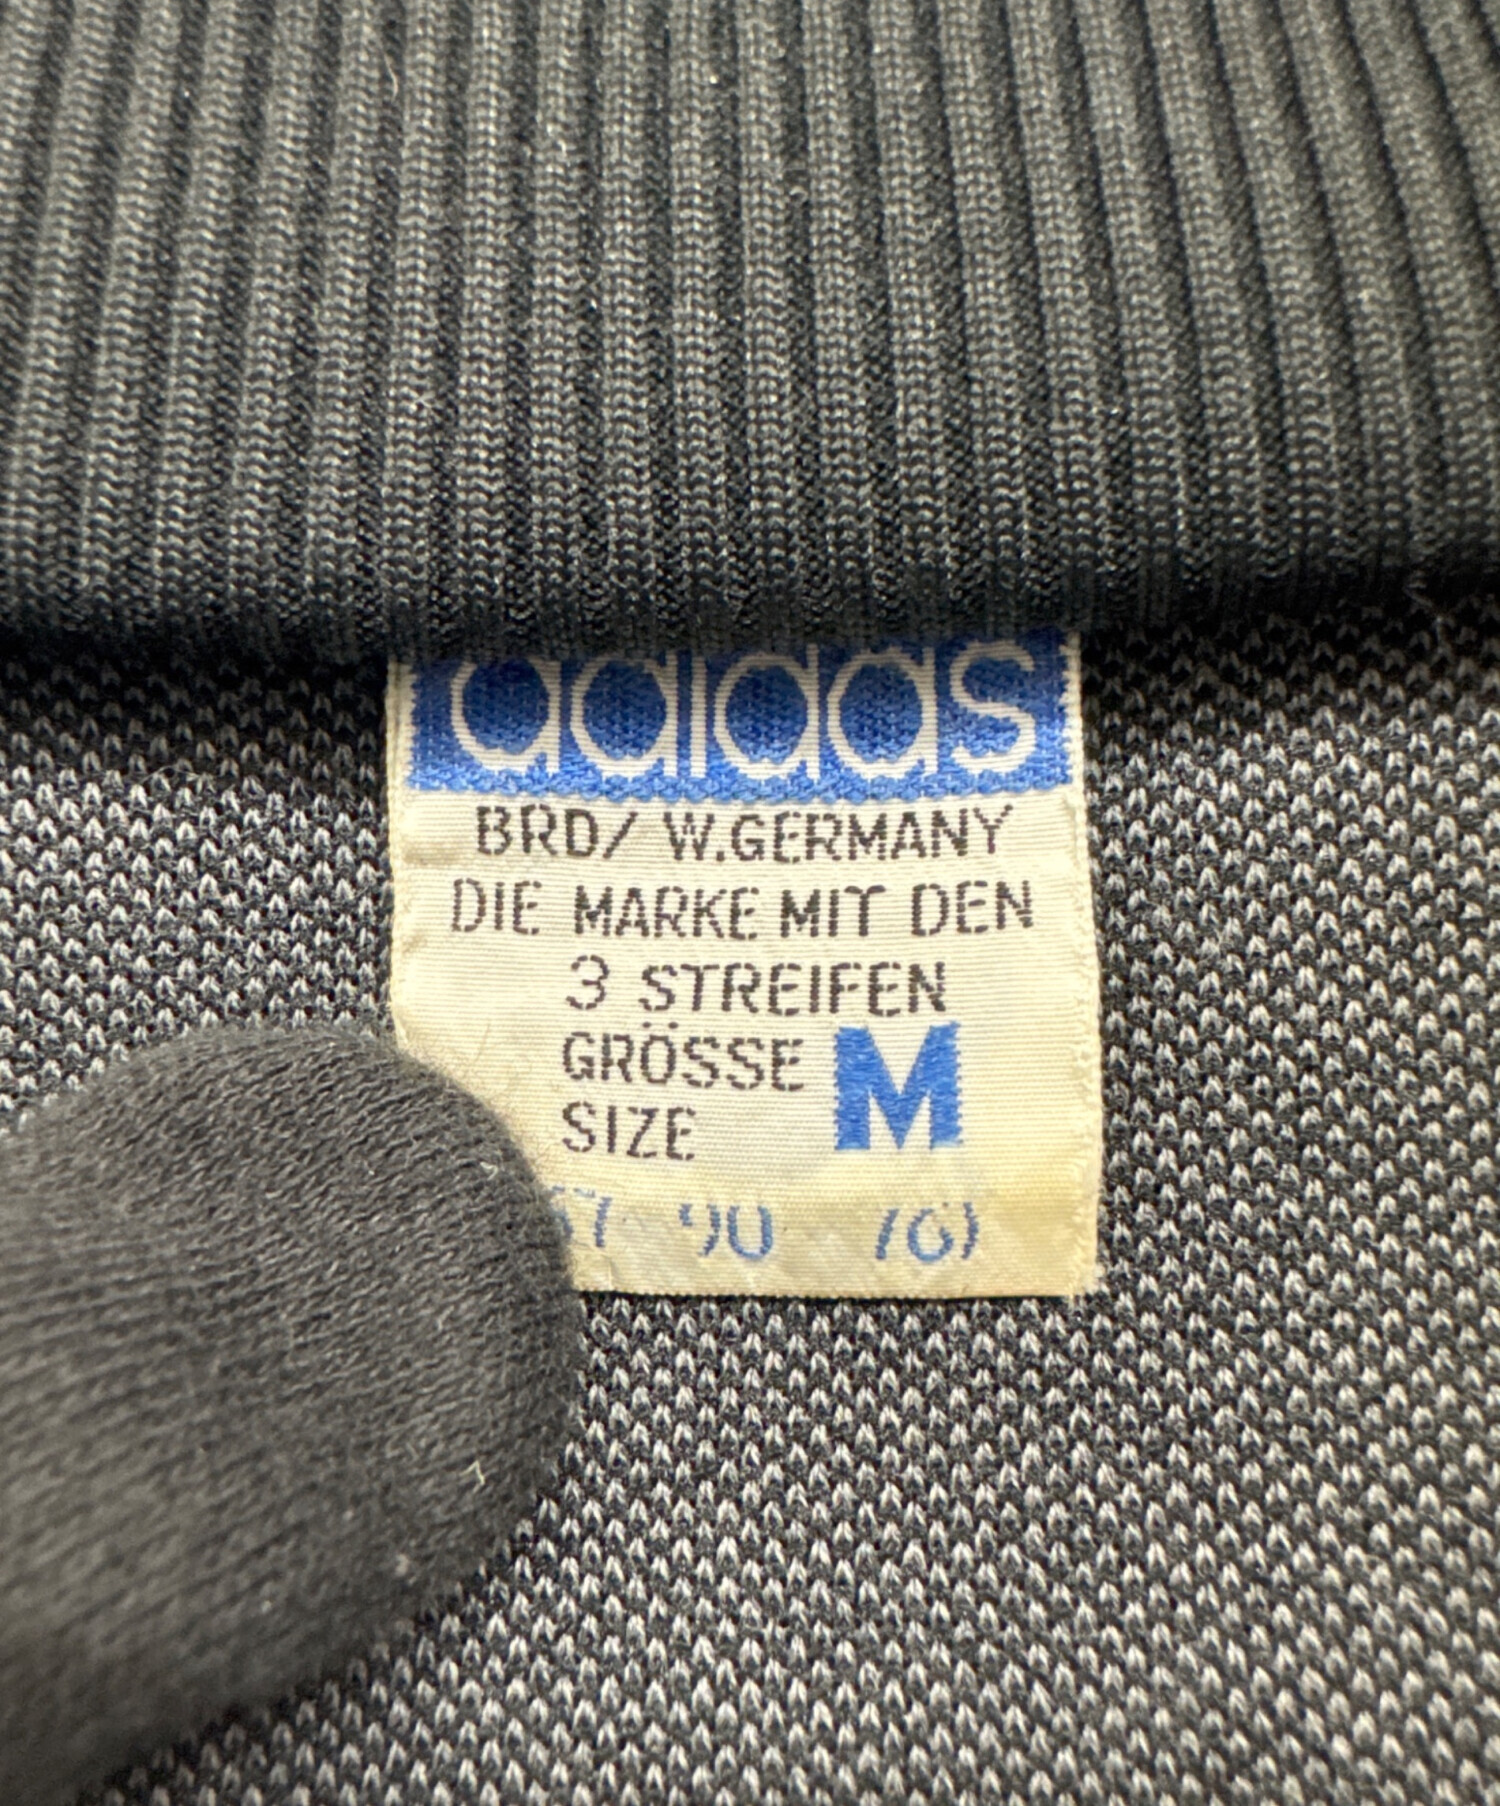 adidas
BRD/ W.GERMANY
DIE MARKE MIT DEN
3 STREIFEN
GRÖSSE M
SIZE